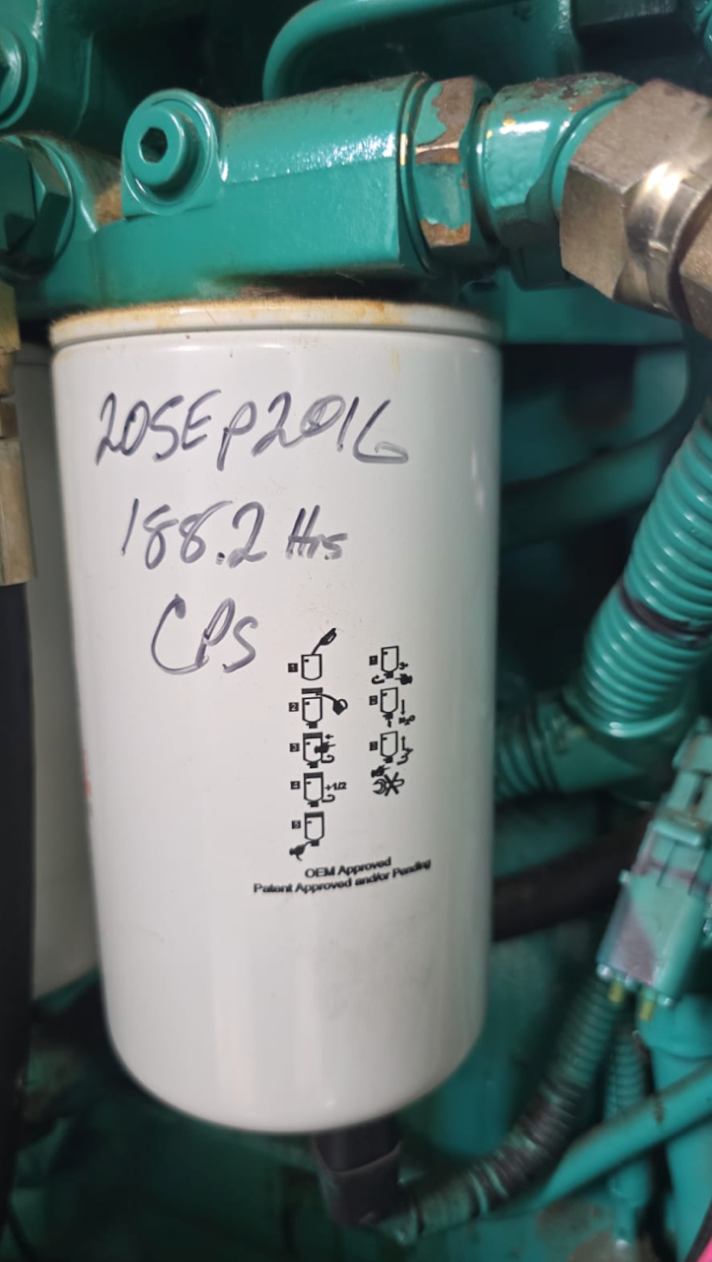 20SEP2016
188.2 Hrs
CPS
OEM Approved
Patent Approved and/or Pending